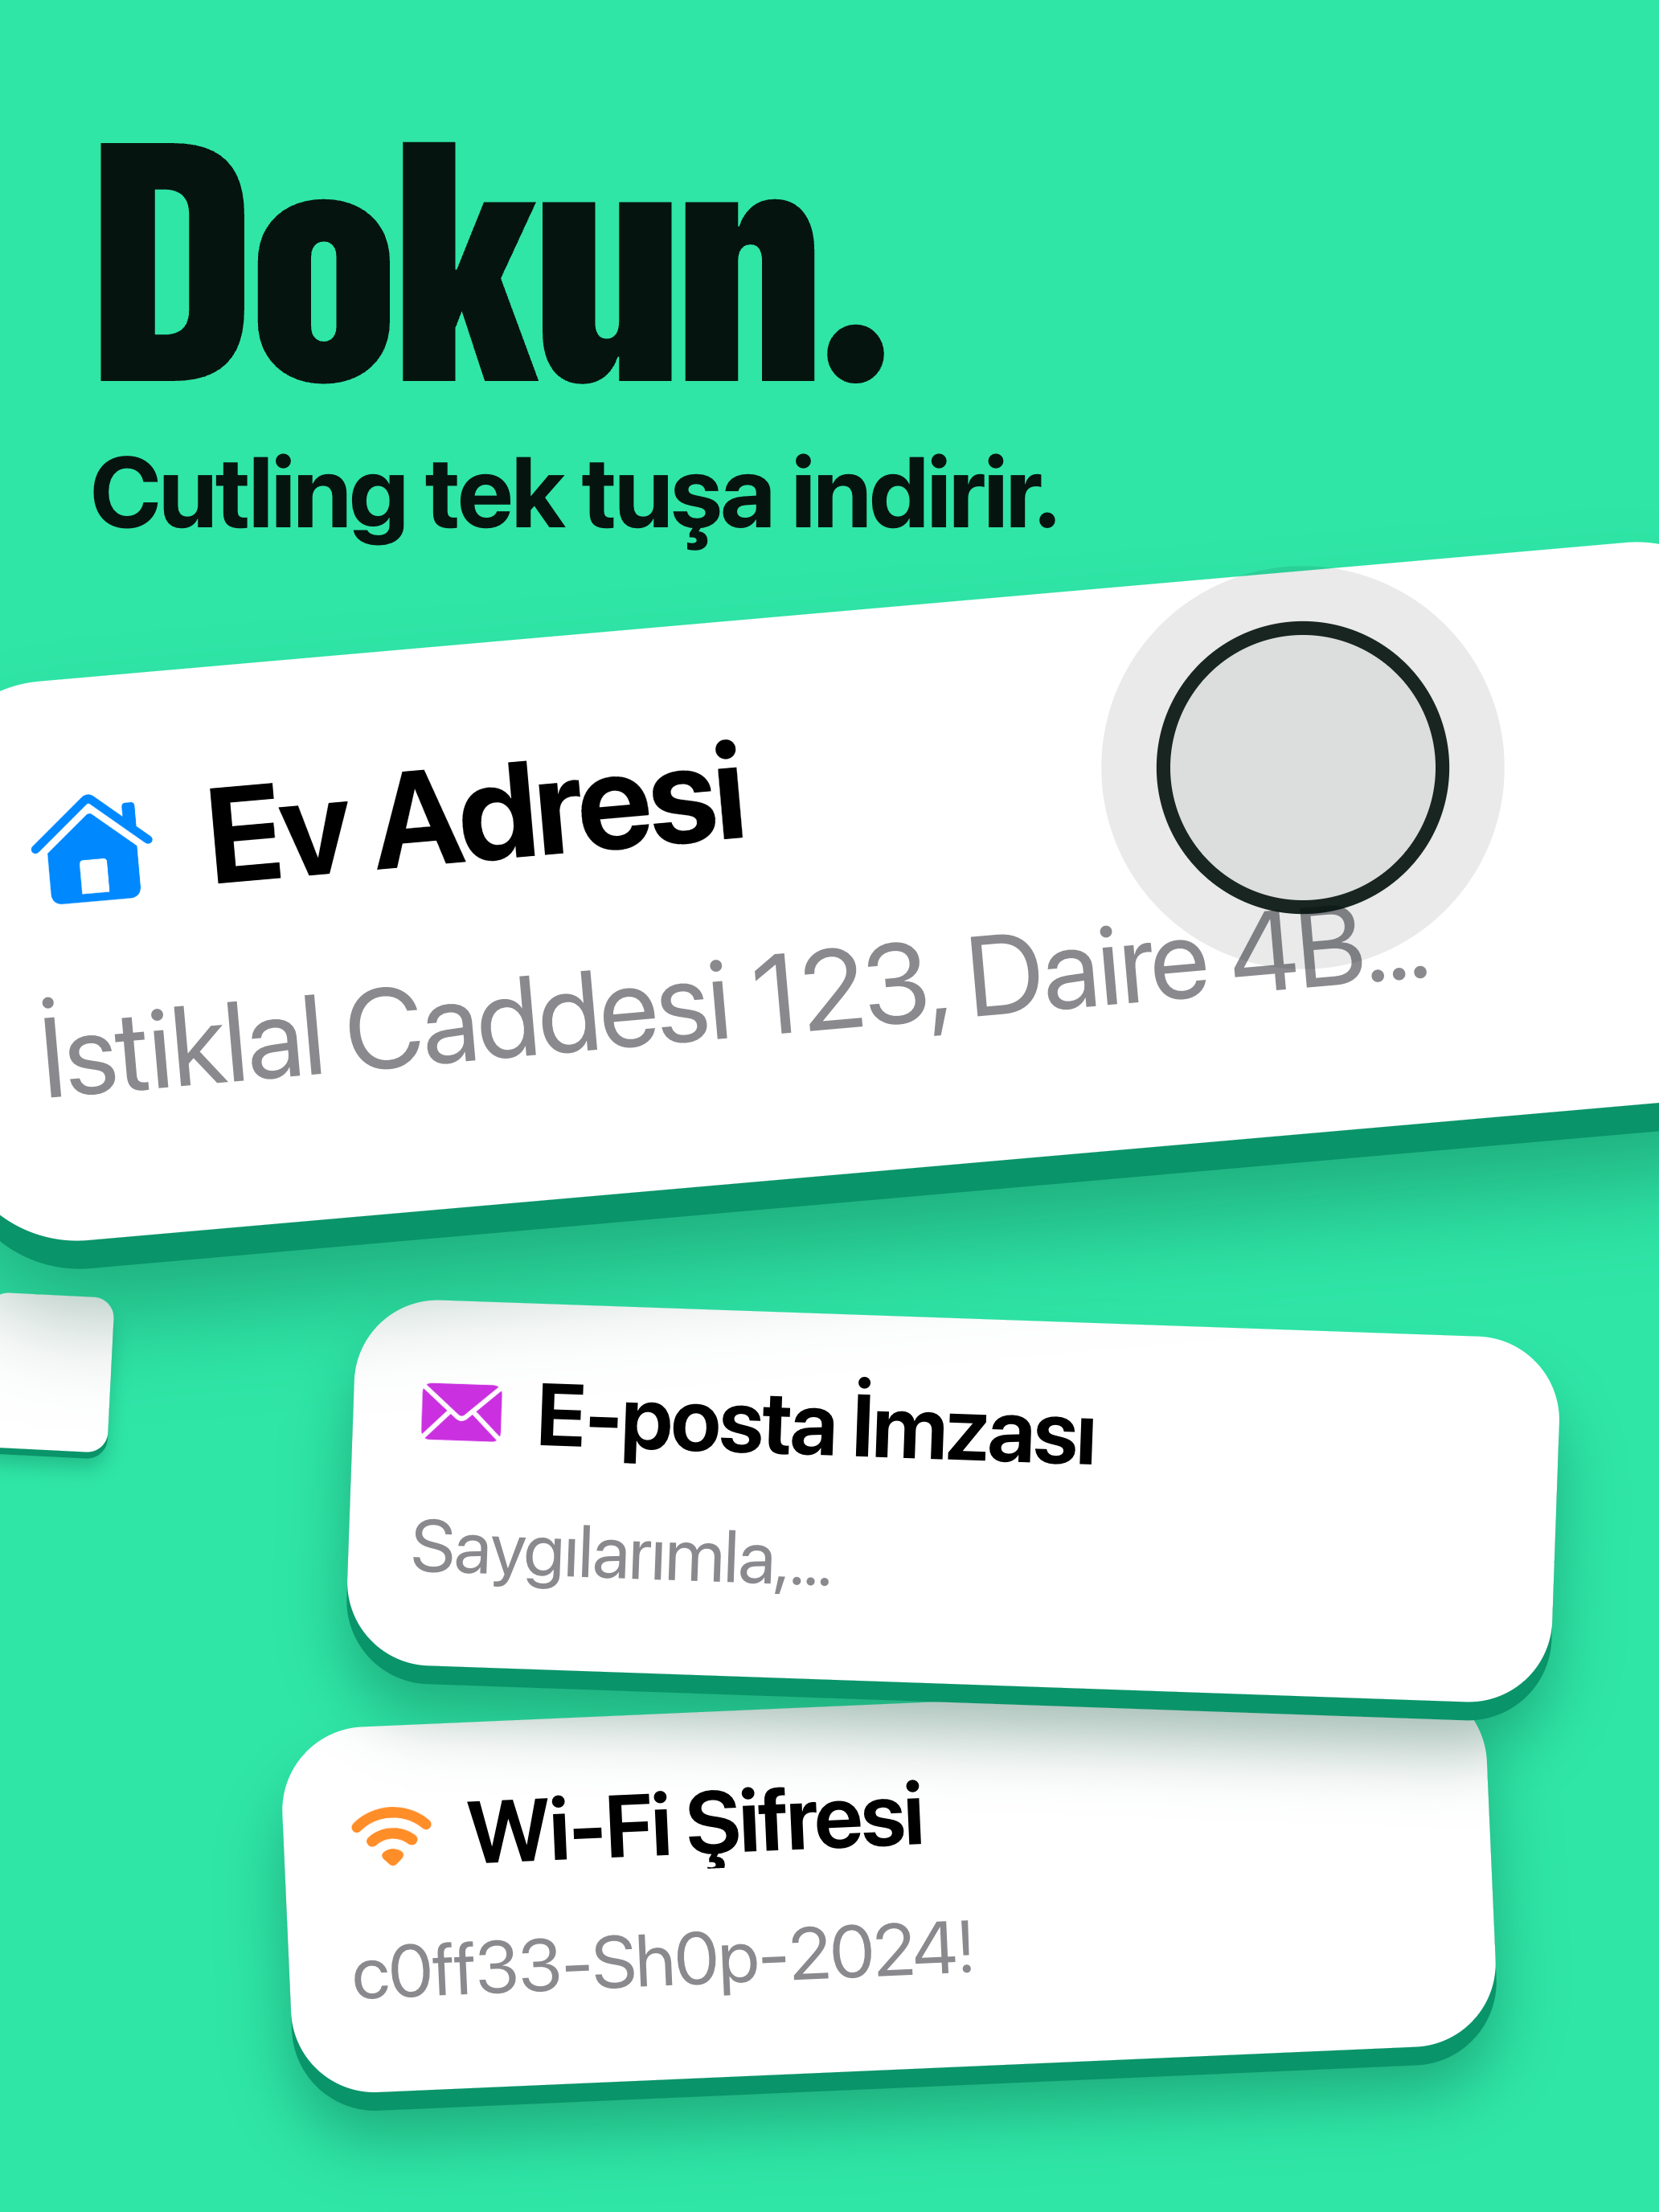 Dokun.
Cutling tek tuşa indirir.
Ev Adresi
İstiklal Caddesi 123, Daire 4B...
E-posta İmzası
Saygılarımla,...
Wi-Fi Şifresi
c0ff33-Sh0p-2024!